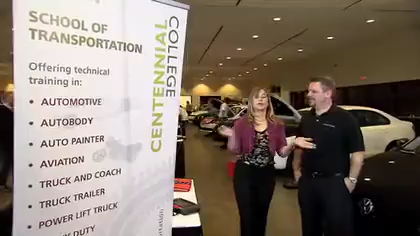 SCHOOL OF
TRANSPORTATION
Offering technical
training in:
• AUTOMOTIVE
• AUTOBODY
• AUTO PAINTER
• AVIATION
• TRUCK AND COACH
• TRUCK TRAILER
• POWER LIFT TRUCK
DUTY
CENTENNIAL
COLLEGE